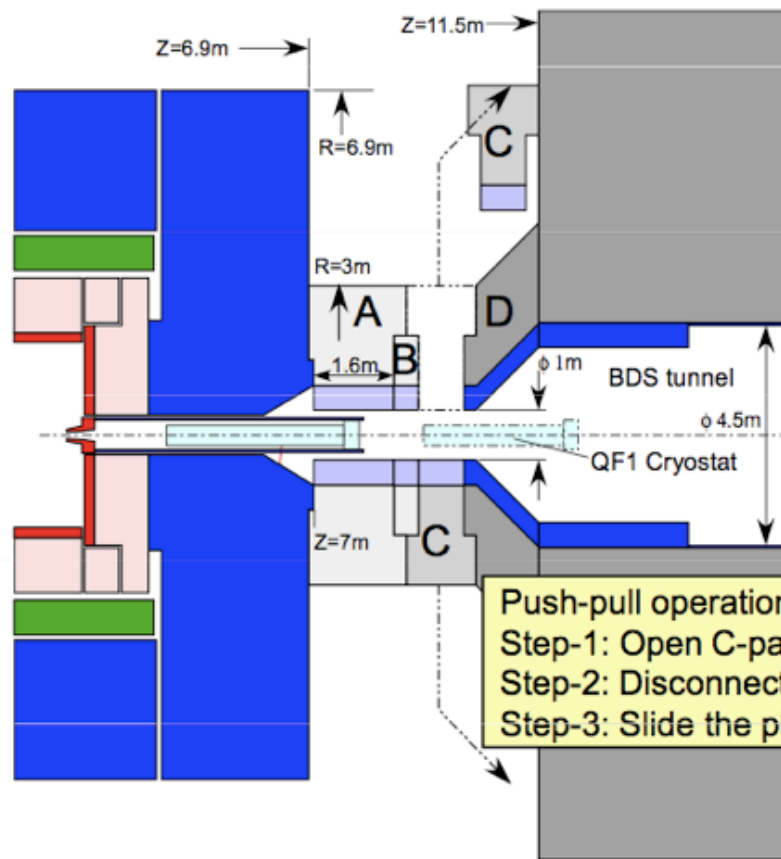 Z=11.5m
Z=6.9m
C
R=6.9m
R=3m
A
D
B
1.6m
ϕ 1m
BDS tunnel
ϕ 4.5m
QF1 Cryostat
Z=7m
C
Push-pull operation
Step-1: Open C-pa
Step-2: Disconnect
Step-3: Slide the p